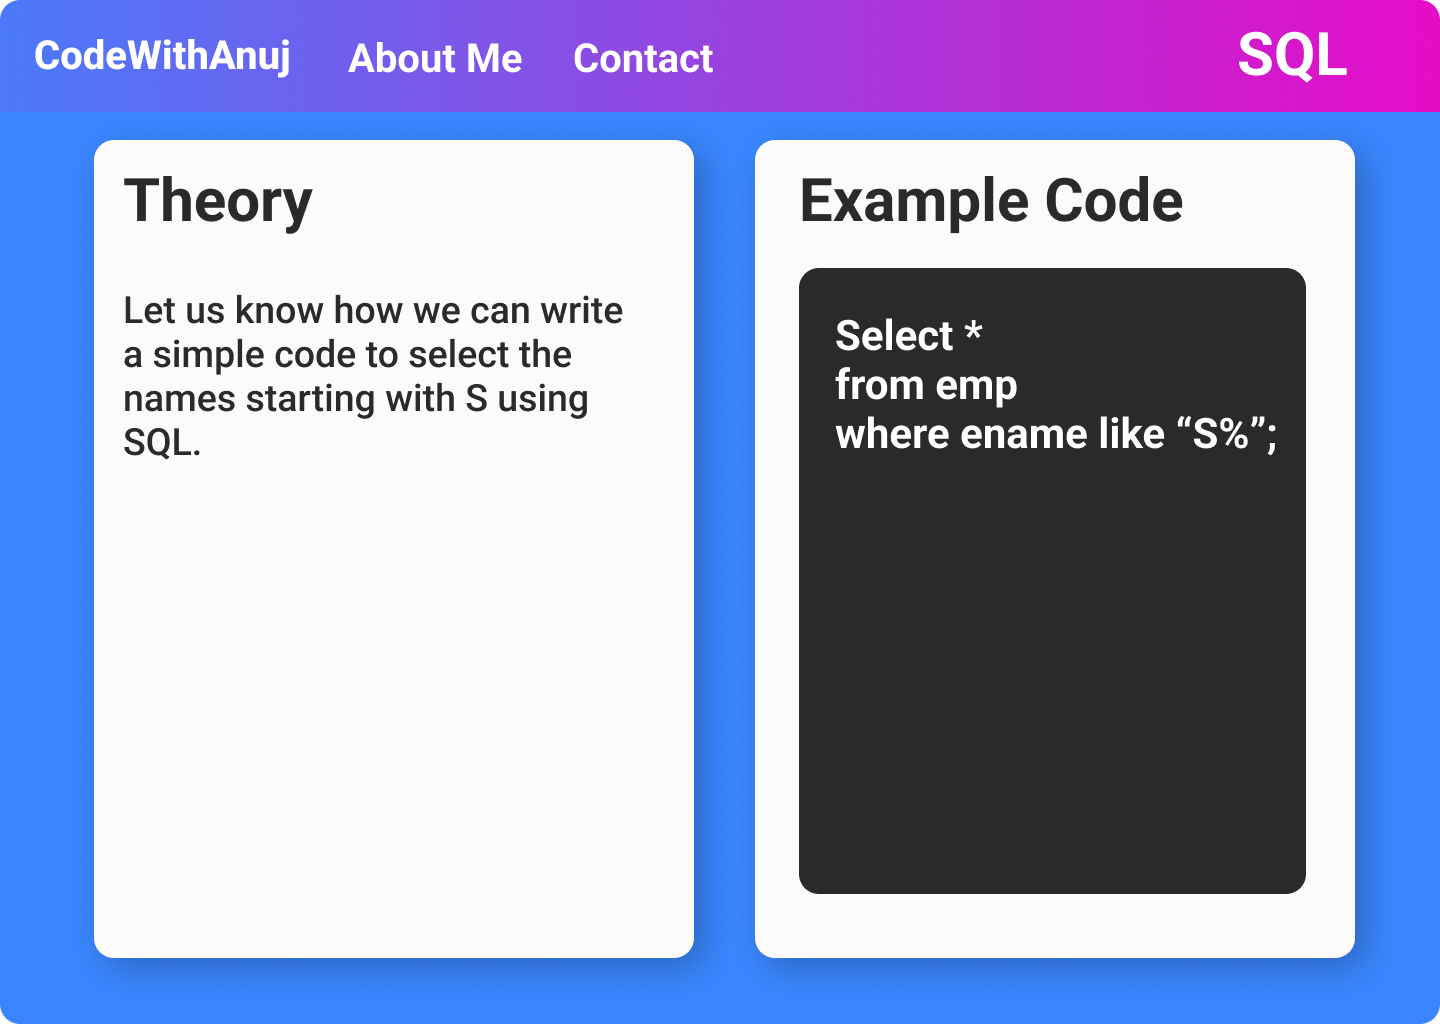 CodeWithAnuj About Me Contact SQL
Theory
Let us know how we can write
a simple code to select the
names starting with S using
SQL.
Example Code
Select *
from emp
where ename like “S%”;